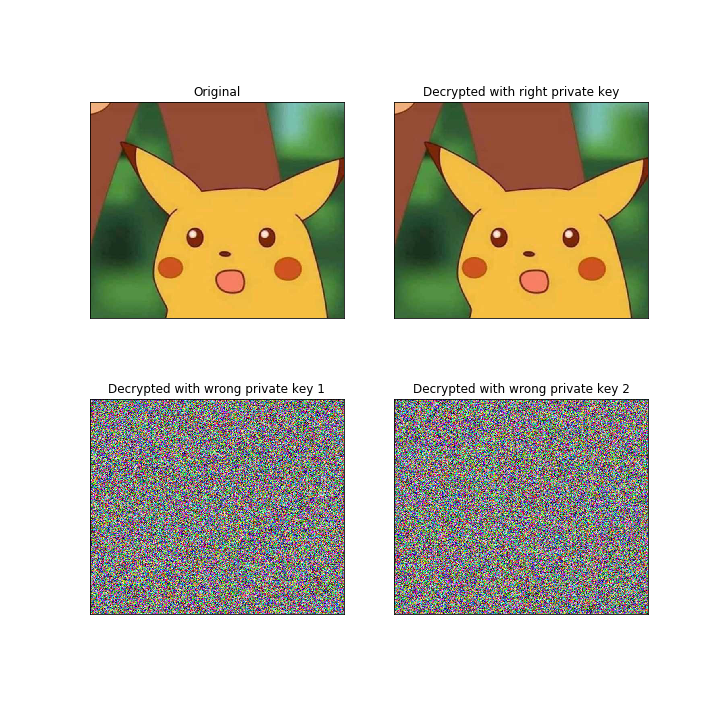 Original
Decrypted with right private key
Decrypted with wrong private key 1
Decrypted with wrong private key 2